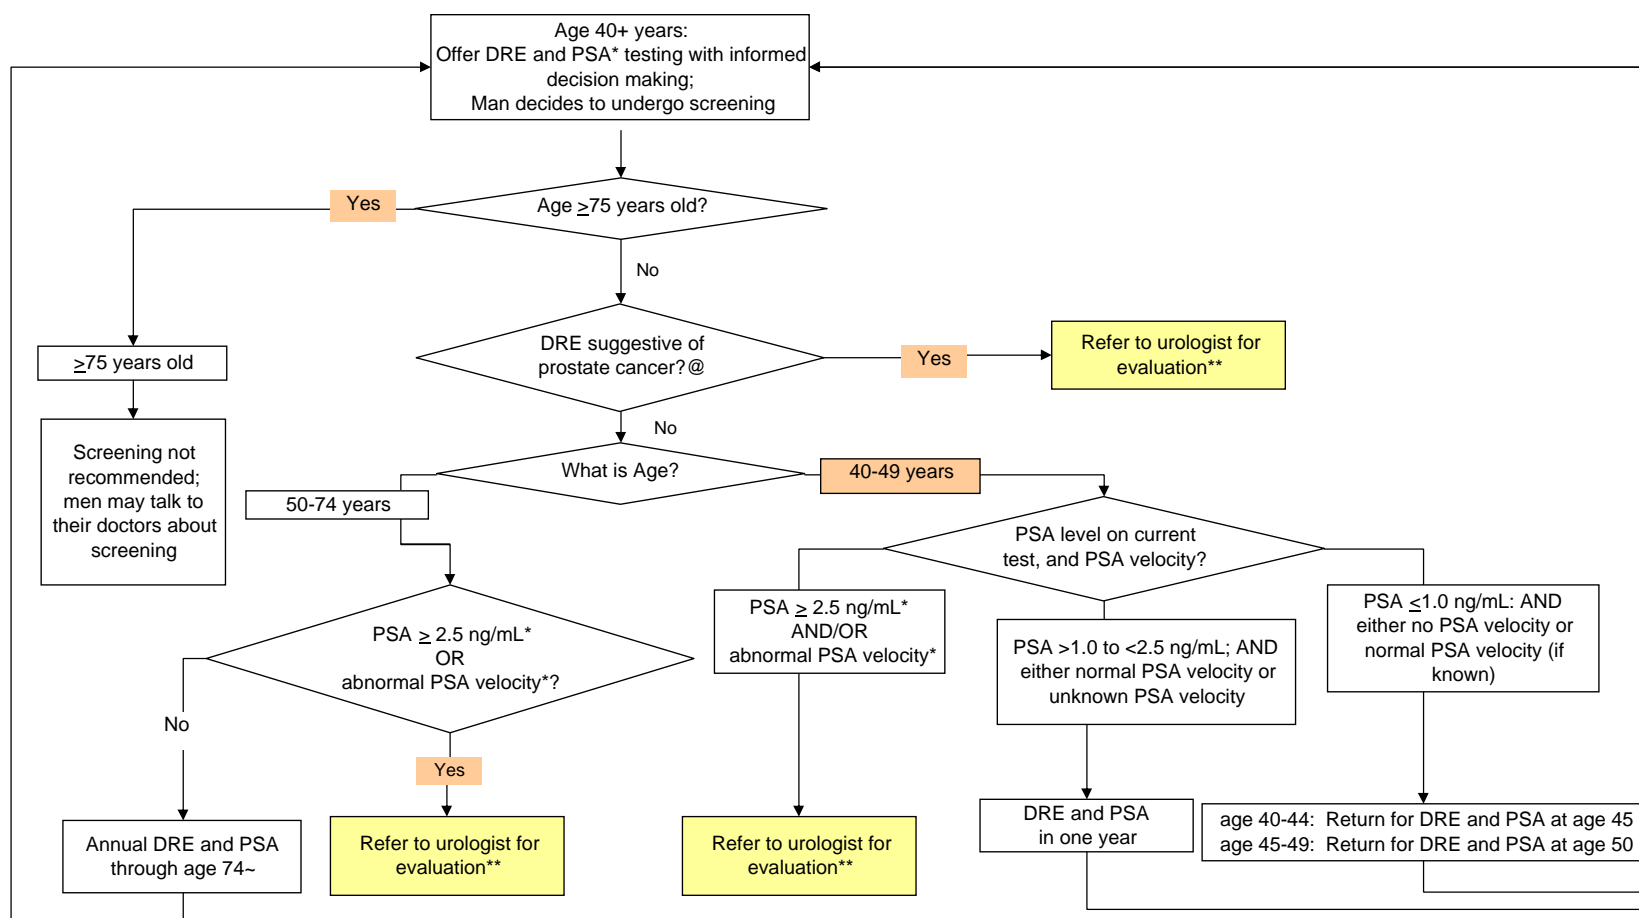 Age 40+ years:
Offer DRE and PSA* testing with informed
decision making;
Man decides to undergo screening
Yes
Age ≥75 years old?
No
DRE suggestive of
prostate cancer?@
Yes
Refer to urologist for
evaluation**
≥75 years old
No
Screening not
recommended;
men may talk to
their doctors about
screening
What is Age?
40-49 years
50-74 years
PSA level on current
test, and PSA velocity?
PSA ≥ 2.5 ng/mL*
OR
abnormal PSA velocity*?
PSA ≥ 2.5 ng/mL*
AND/OR
abnormal PSA velocity*
PSA >1.0 to <2.5 ng/mL; AND
either normal PSA velocity or
unknown PSA velocity
PSA ≤1.0 ng/mL: AND
either no PSA velocity or
normal PSA velocity (if
known)
No
Yes
Annual DRE and PSA
through age 74~
Refer to urologist for
evaluation**
Refer to urologist for
evaluation**
DRE and PSA
in one year
age 40-44: Return for DRE and PSA at age 45
age 45-49: Return for DRE and PSA at age 50